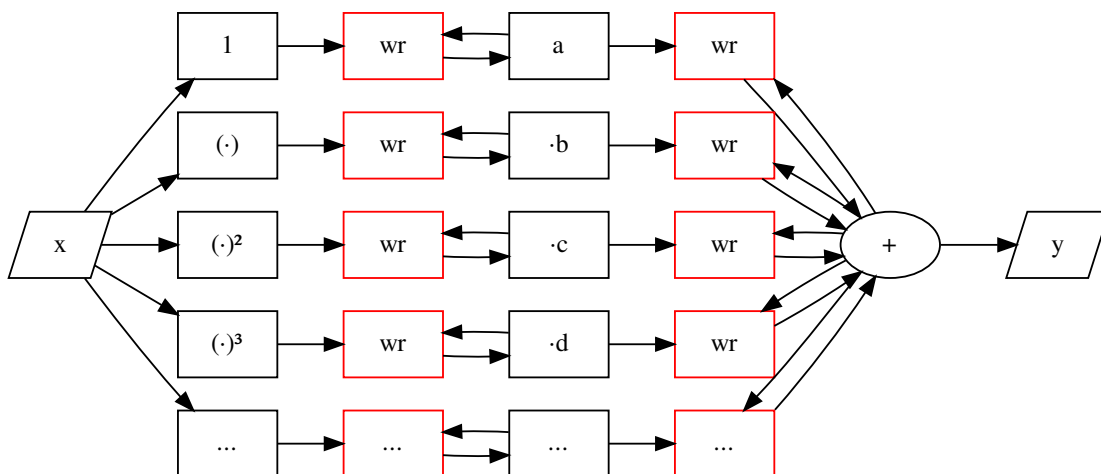 1 wr a wr
(·) wr ·b wr
x (·)² wr ·c wr + y
(·)³ wr ·d wr
... ... ... ...